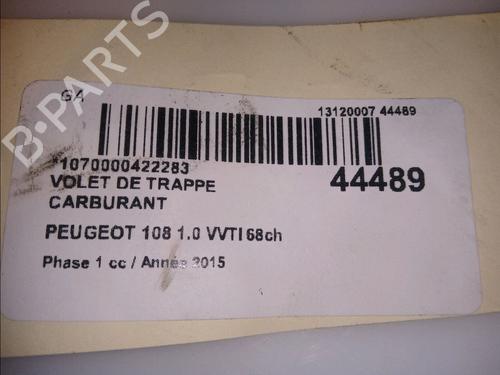 B-PARTS
GA
13120007 44489
*1070000422283
44489
VOLET DE TRAPPE
CARBURANT
PEUGEOT 108 1.0 VVTI 68ch
Phase 1 cc / Année 2015